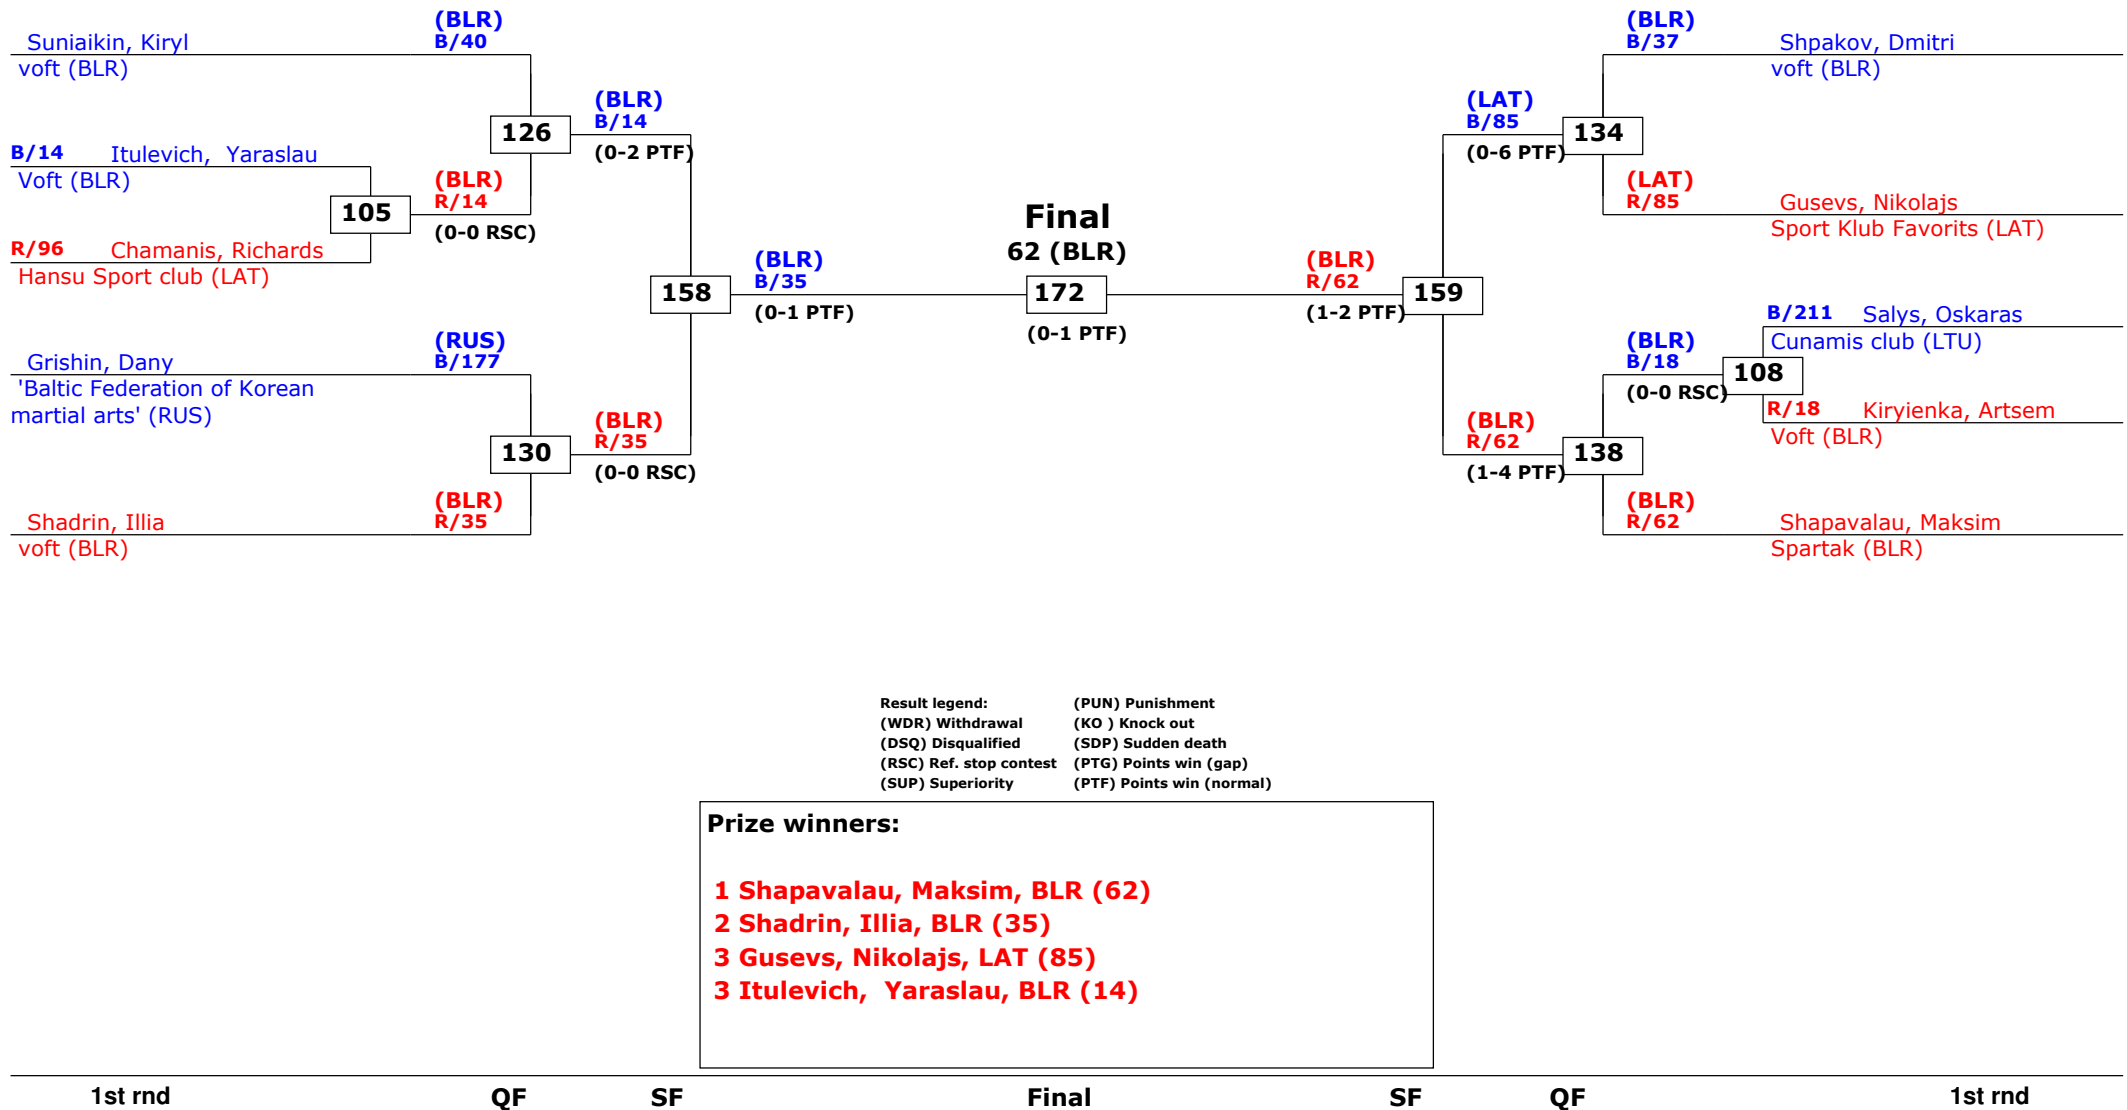 (BLR)
B/40
Suniaikin, Kiryl
voft (BLR)
126
(BLR)
B/14
(0-2 PTF)
B/14 Itulevich,  Yaraslau
Voft (BLR)
105
(BLR)
R/14
(0-0 RSC)
R/96 Chamanis, Richards
Hansu Sport club (LAT)
158
(BLR)
B/35
(0-1 PTF)
(RUS)
B/177
Grishin, Dany
'Baltic Federation of Korean
martial arts' (RUS)
130
(BLR)
R/35
(0-0 RSC)
(BLR)
R/35
Shadrin, Illia
voft (BLR)
Final
62 (BLR)
172
(0-1 PTF)
(BLR)
B/37
Shpakov, Dmitri
voft (BLR)
(LAT)
B/85
(0-6 PTF)
134
(LAT)
R/85
Gusevs, Nikolajs
Sport Klub Favorits (LAT)
(BLR)
R/62
(1-2 PTF)
159
B/211 Salys, Oskaras
Cunamis club (LTU)
(BLR)
B/18
(0-0 RSC)
108
R/18 Kiryienka, Artsem
Voft (BLR)
(BLR)
R/62
(1-4 PTF)
138
(BLR)
R/62
Shapavalau, Maksim
Spartak (BLR)
Result legend: (PUN) Punishment
(WDR) Withdrawal (KO ) Knock out
(DSQ) Disqualified (SDP) Sudden death
(RSC) Ref. stop contest (PTG) Points win (gap)
(SUP) Superiority (PTF) Points win (normal)
Prize winners:
1 Shapavalau, Maksim, BLR (62)
2 Shadrin, Illia, BLR (35)
3 Gusevs, Nikolajs, LAT (85)
3 Itulevich,  Yaraslau, BLR (14)
1st rnd QF SF Final SF QF 1st rnd